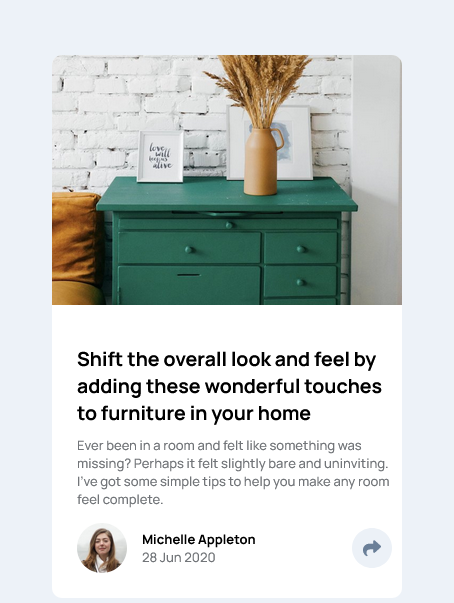 love
will
keep us
alive
Shift the overall look and feel by
adding these wonderful touches
to furniture in your home
Ever been in a room and felt like something was
missing? Perhaps it felt slightly bare and uninviting.
I've got some simple tips to help you make any room
feel complete.
Michelle Appleton
28 Jun 2020